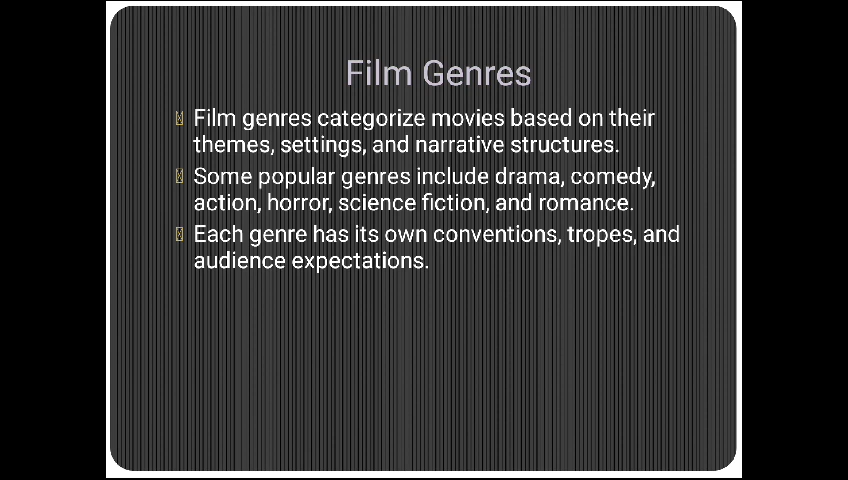 Film Genres
Film genres categorize movies based on their
themes, settings, and narrative structures.
Some popular genres include drama, comedy,
action, horror, science fiction, and romance.
Each genre has its own conventions, tropes, and
audience expectations.